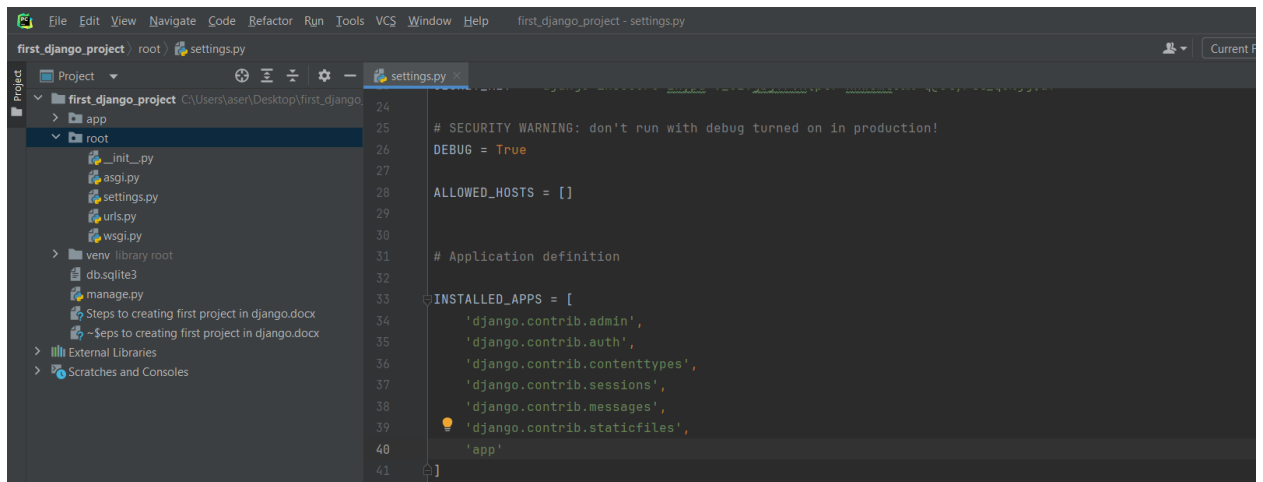 File Edit View Navigate Code Refactor Run Tools VCS Window Help first_django_project - settings.py
first_django_project root settings.py Current F
Project
Project settings.py
first_django_project C:\Users\aser\Desktop\first_django_
app
root
__init__.py
asgi.py
settings.py
urls.py
wsgi.py
venv library root
db.sqlite3
manage.py
Steps to creating first project in django.docx
~$eps to creating first project in django.docx
External Libraries
Scratches and Consoles
24
25 # SECURITY WARNING: don't run with debug turned on in production!
26 DEBUG = True
27
28 ALLOWED_HOSTS = []
29
30
31 # Application definition
32
33 INSTALLED_APPS = [
34 'django.contrib.admin',
35 'django.contrib.auth',
36 'django.contrib.contenttypes',
37 'django.contrib.sessions',
38 'django.contrib.messages',
39 'django.contrib.staticfiles',
40 'app'
41 ]